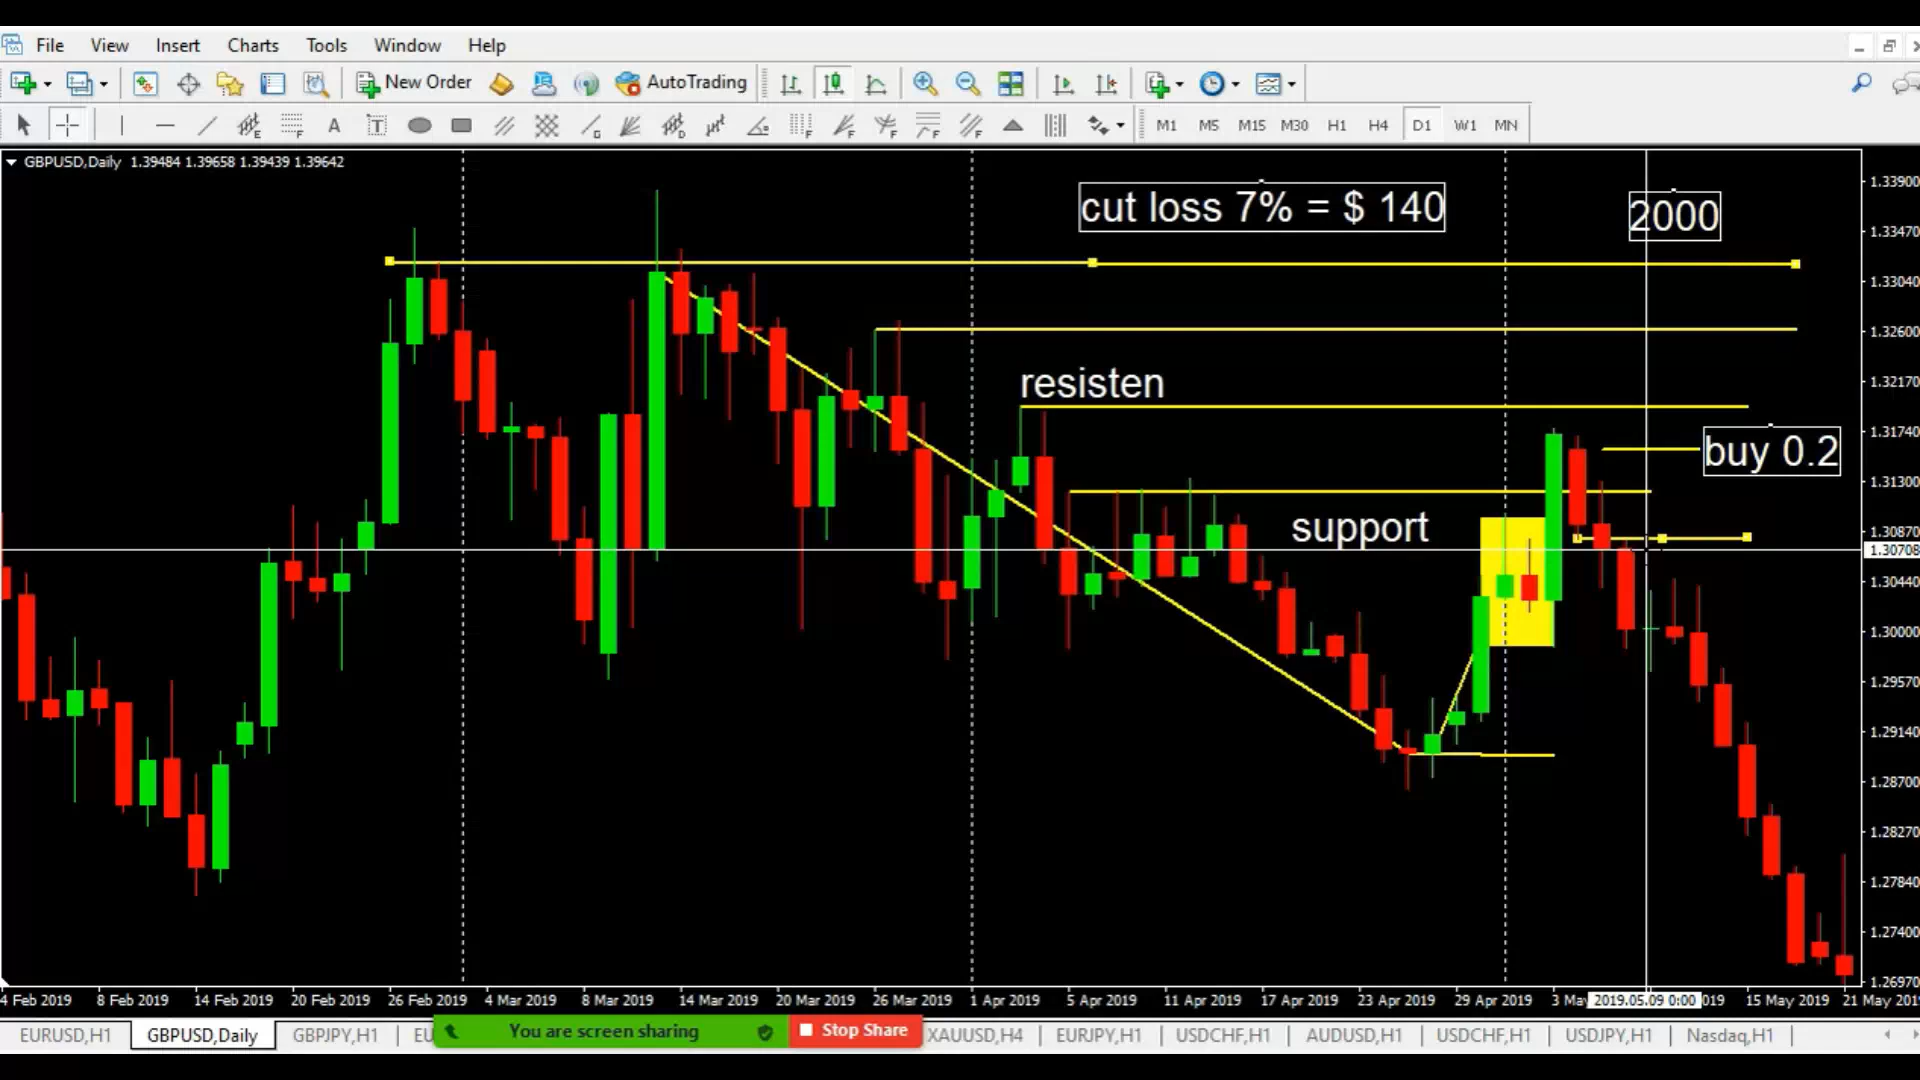 File View Insert Charts Tools Window Help
New Order AutoTrading
A T M1 M5 M15 M30 H1 H4 D1 W1 MN
GBPUSD,Daily 1.39484 1.39658 1.39439 1.39642
cut loss 7% = $ 140
2000
resisten
buy 0.2
support
1.33900
1.33470
1.33040
1.32600
1.32170
1.31740
1.31300
1.30870
1.30708
1.30440
1.30000
1.29570
1.29140
1.28700
1.28270
1.27840
1.27400
1.26970
4 Feb 2019 8 Feb 2019 14 Feb 2019 20 Feb 2019 26 Feb 2019 4 Mar 2019 8 Mar 2019 14 Mar 2019 20 Mar 2019 26 Mar 2019 1 Apr 2019 5 Apr 2019 11 Apr 2019 17 Apr 2019 23 Apr 2019 29 Apr 2019 3 May 2019.05.09 0:00 019 15 May 2019 21 May 2019
EURUSD,H1 GBPUSD,Daily GBPJPY,H1 EU You are screen sharing Stop Share XAUUSD,H4 EURJPY,H1 USDCHF,H1 AUDUSD,H1 USDCHF,H1 USDJPY,H1 Nasdaq,H1